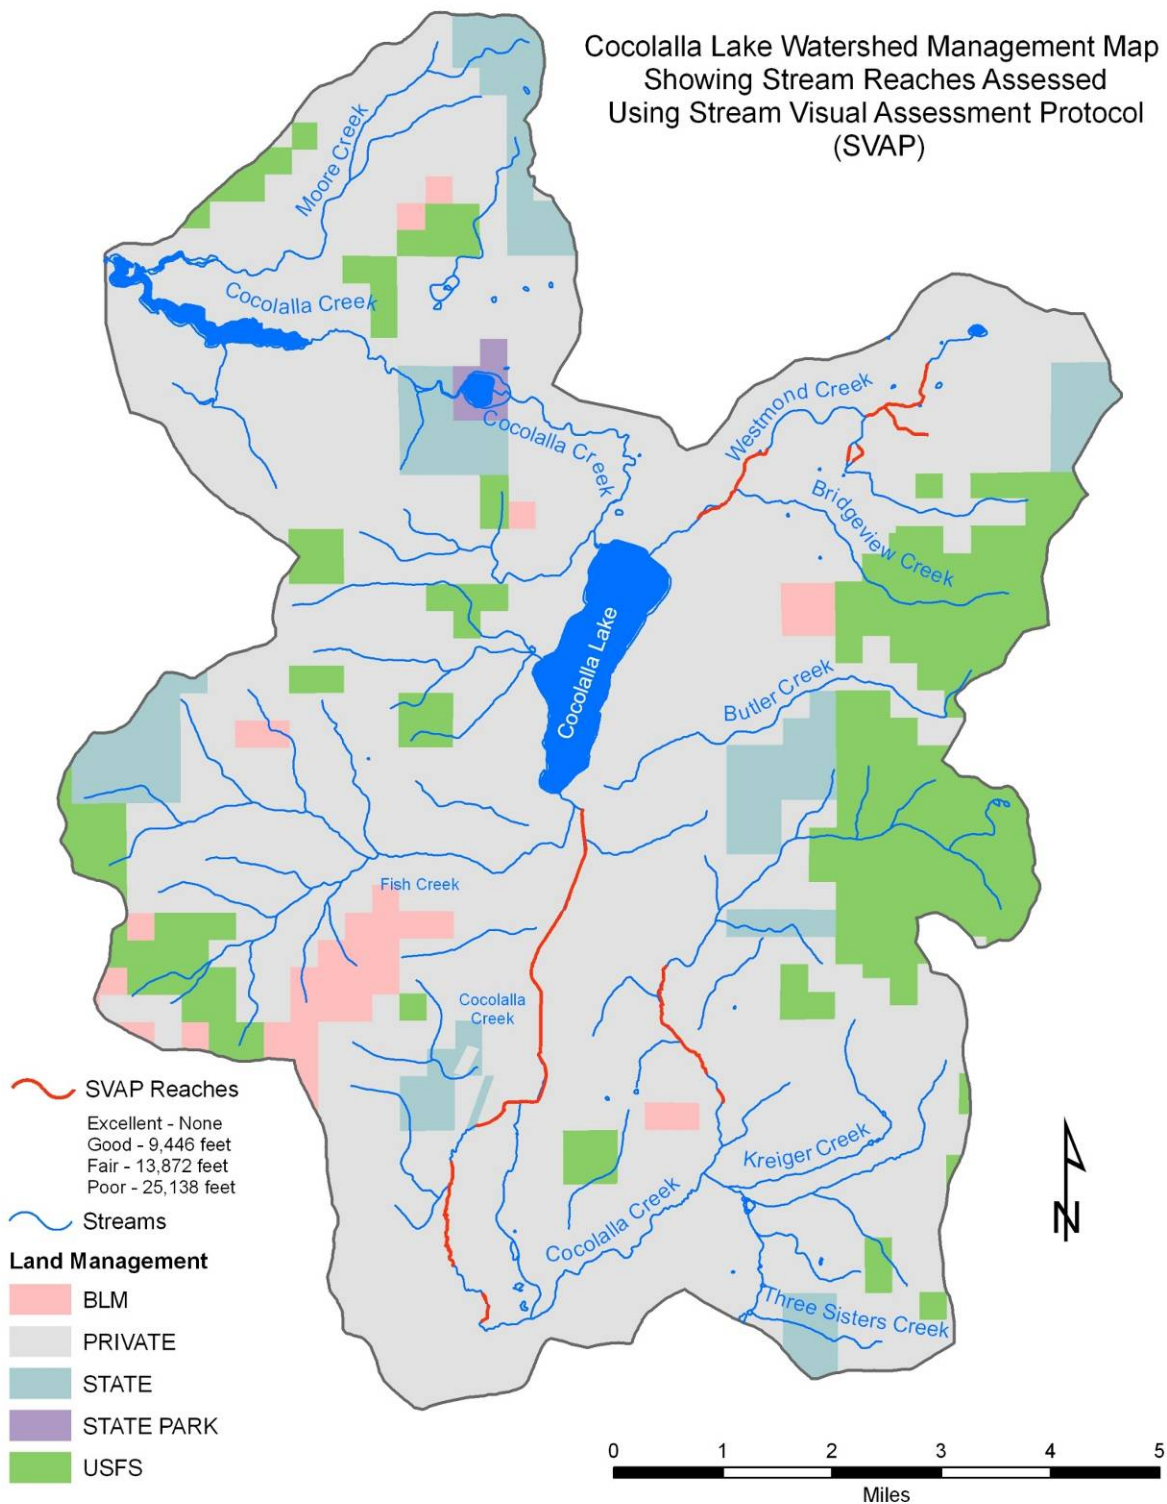 Cocolalla Lake Watershed Management Map
Showing Stream Reaches Assessed
Using Stream Visual Assessment Protocol
(SVAP)
Moore Creek
Cocolalla Creek
Cocolalla Creek
Westmond Creek
Bridgeview Creek
Cocolalla Lake
Butler Creek
Fish Creek
Cocolalla
Creek
Kreiger Creek
Cocolalla Creek
Three Sisters Creek
SVAP Reaches
Excellent - None
Good - 9,446 feet
Fair - 13,872 feet
Poor - 25,138 feet
Streams
Land Management
BLM
PRIVATE
STATE
STATE PARK
USFS
N
0 1 2 3 4 5
Miles